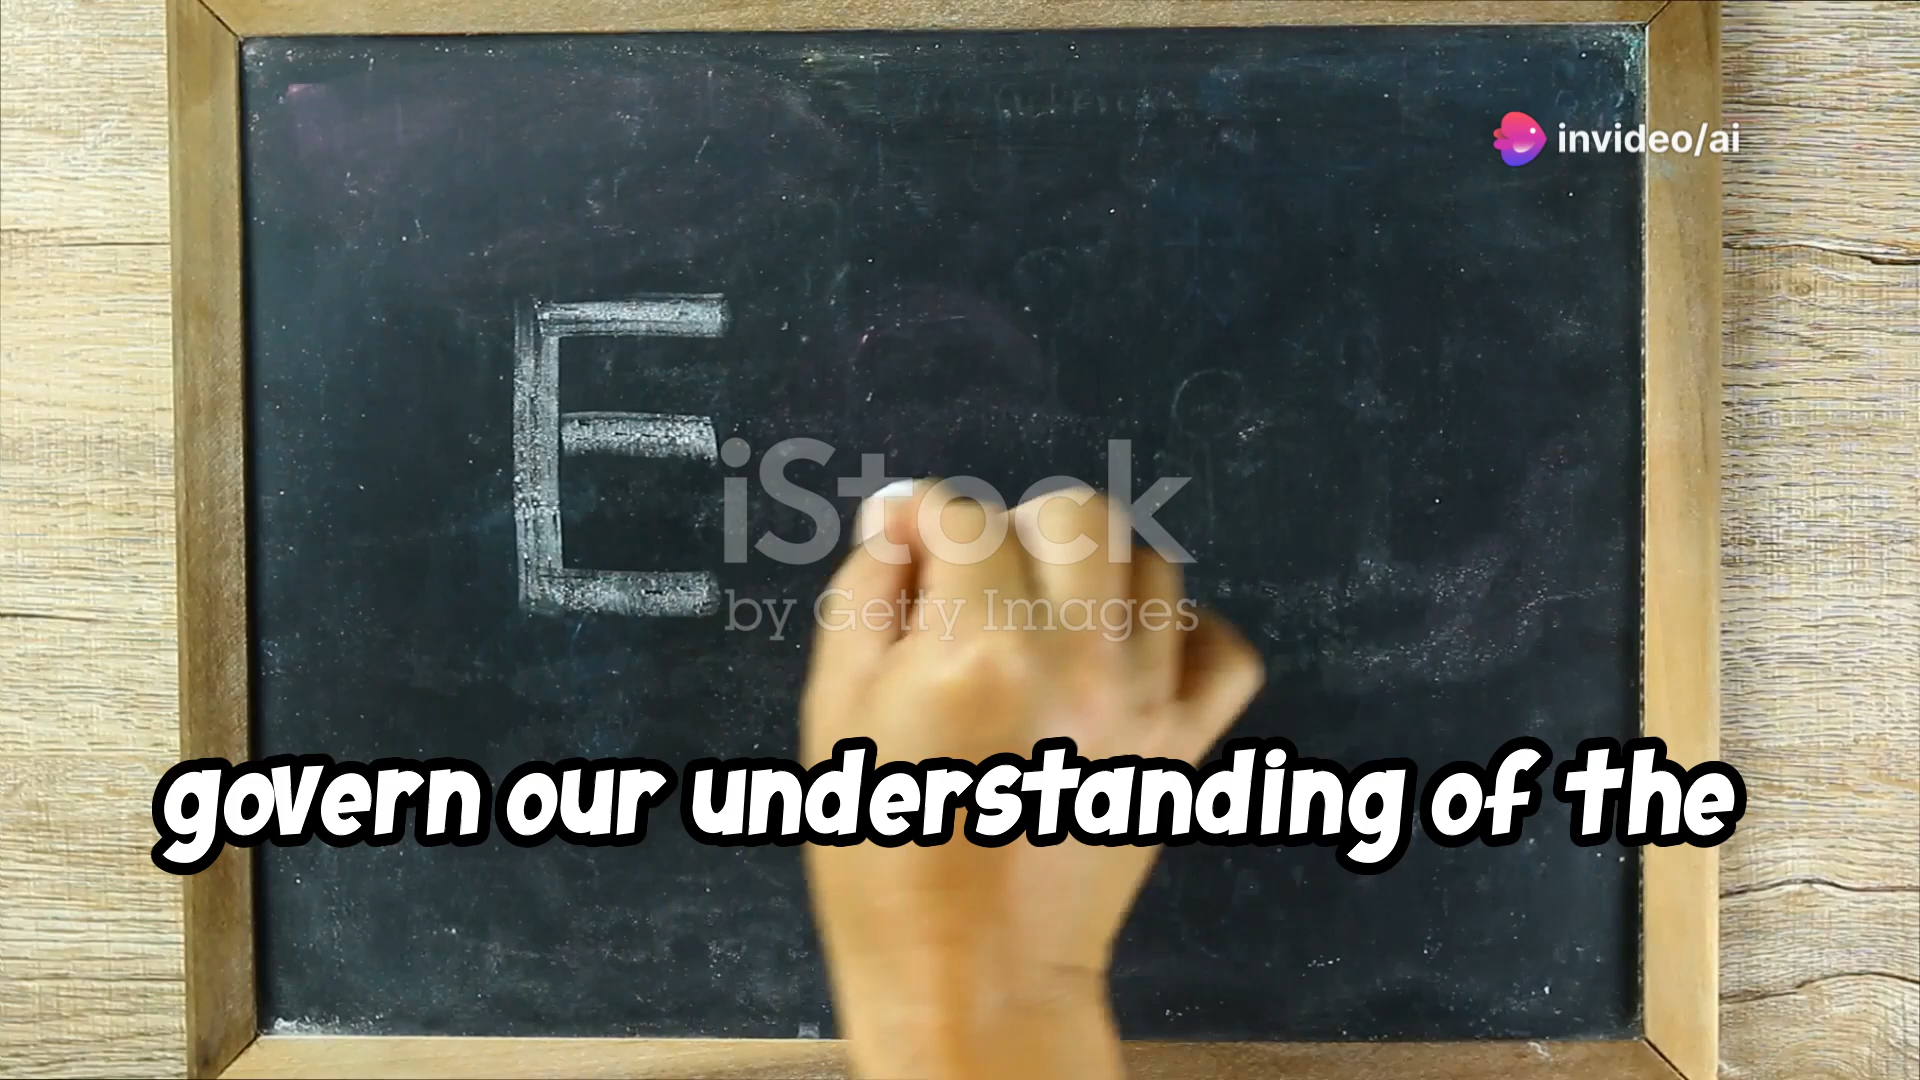 invideo/ai
E
iStock
by Getty Images
govern our understanding of the